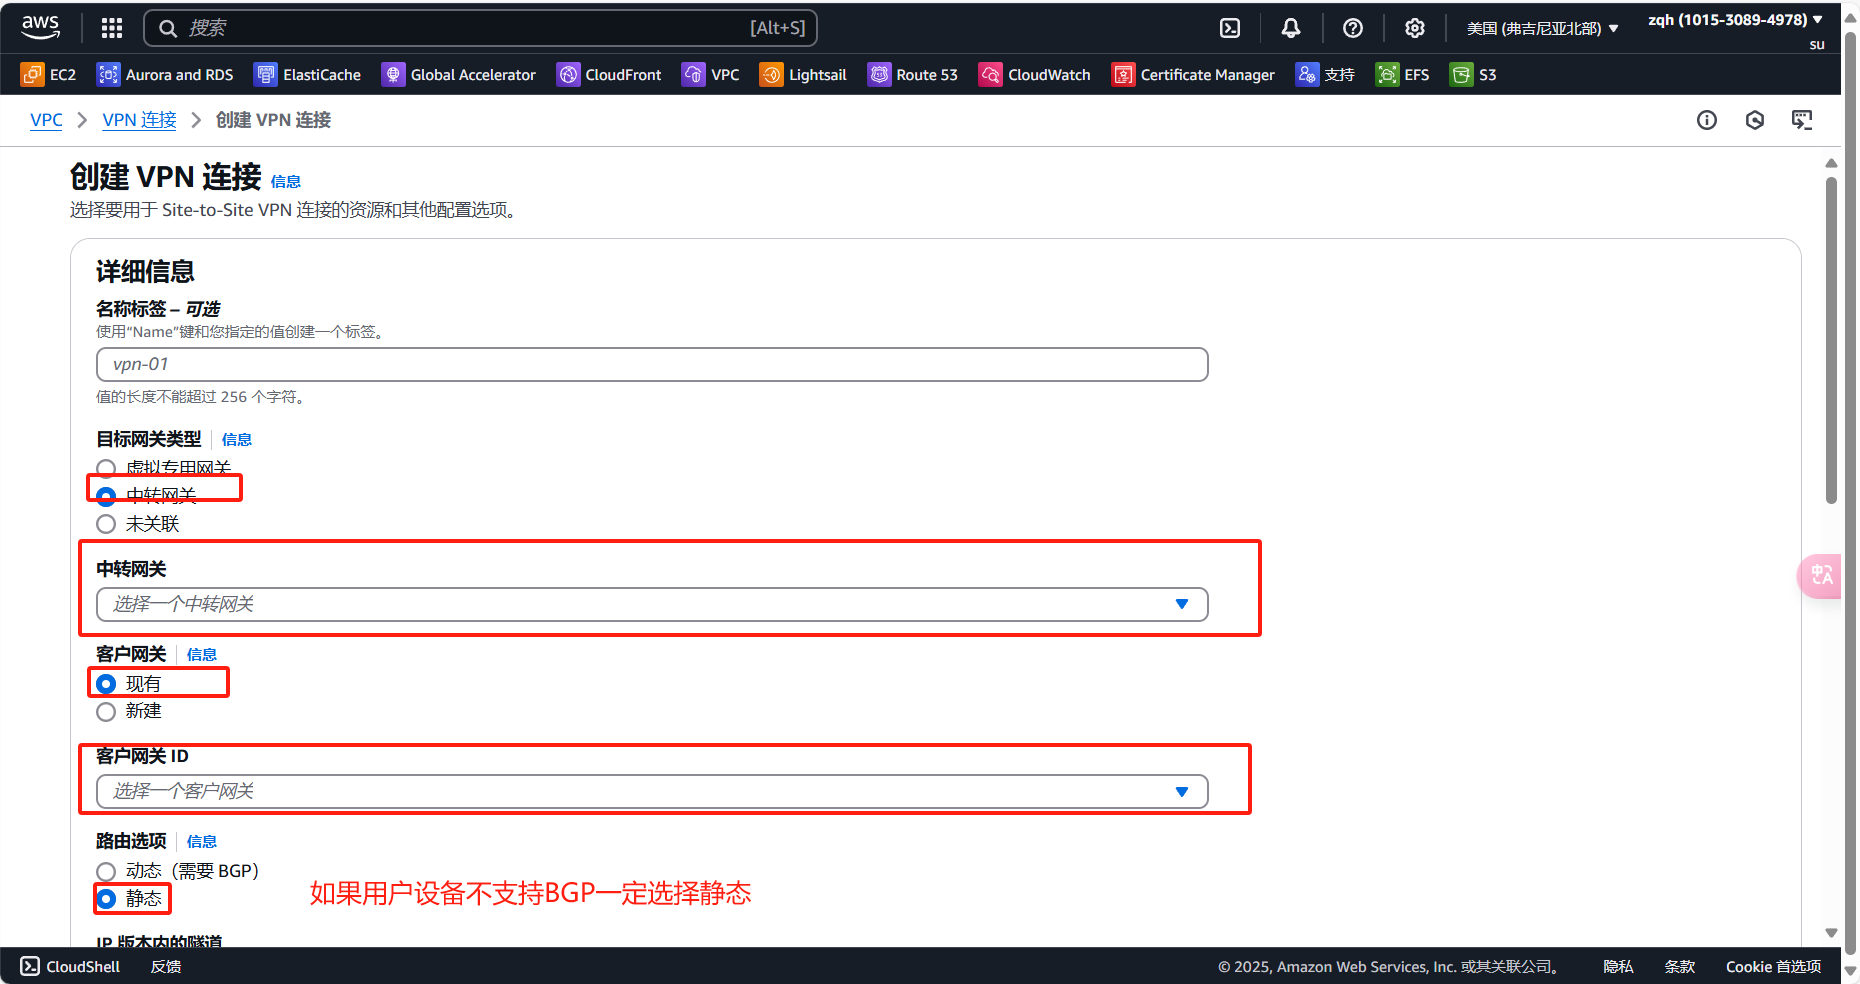 aws
搜索
[Alt+S]
美国 (弗吉尼亚北部)
zqh (1015-3089-4978)
su
EC2
Aurora and RDS
ElastiCache
Global Accelerator
CloudFront
VPC
Lightsail
Route 53
CloudWatch
Certificate Manager
支持
EFS
S3
VPC
VPN 连接
创建 VPN 连接
创建 VPN 连接 信息
选择要用于 Site-to-Site VPN 连接的资源和其他配置选项。
详细信息
名称标签 – 可选
使用“Name”键和您指定的值创建一个标签。
vpn-01
值的长度不能超过 256 个字符。
目标网关类型 信息
虚拟专用网关
中转网关
未关联
中转网关
选择一个中转网关
中A
客户网关 信息
现有
新建
客户网关 ID
选择一个客户网关
路由选项 信息
动态（需要 BGP）
静态
如果用户设备不支持BGP一定选择静态
IP 版本内的隧道
CloudShell
反馈
© 2025, Amazon Web Services, Inc. 或其关联公司。
隐私
条款
Cookie 首选项